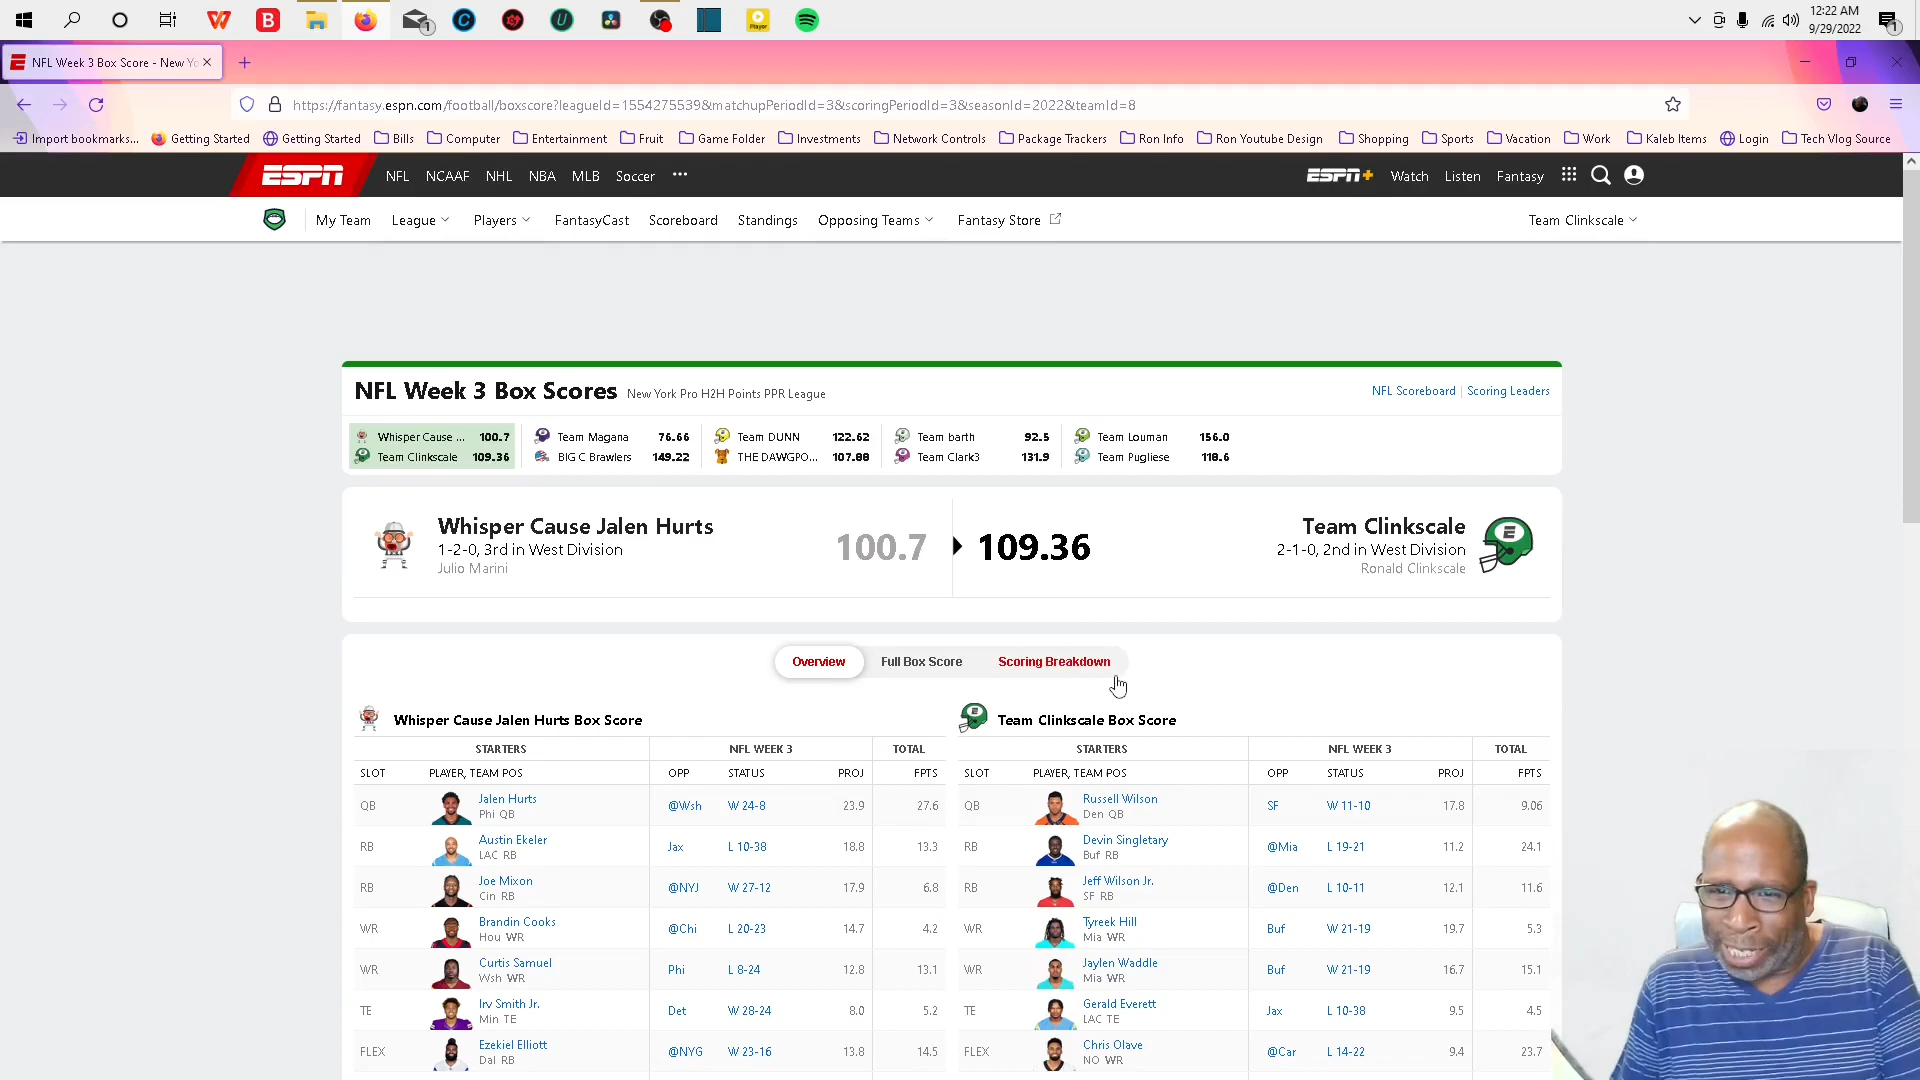 12:22 AM
9/29/2022
NFL Week 3 Box Score - New Yo
https://fantasy.espn.com/football/boxscore?leagueId=1554275539&matchupPeriodId=3&scoringPeriodId=3&seasonId=2022&teamId=8
Import bookmarks... Getting Started Getting Started Bills Computer Entertainment Fruit Game Folder Investments Network Controls Package Trackers Ron Info Ron Youtube Design Shopping Sports Vacation Work Kaleb Items Login Tech Vlog Source
ESPN NFL NCAAF NHL NBA MLB Soccer ESPN+ Watch Listen Fantasy
My Team League Players FantasyCast Scoreboard Standings Opposing Teams Fantasy Store Team Clinkscale
NFL Week 3 Box Scores New York Pro H2H Points PPR League NFL Scoreboard | Scoring Leaders
Whisper Cause ... 100.7 Team Magana 76.66 Team DUNN 122.62 Team barth 92.5 Team Louman 156.0
Team Clinkscale 109.36 BIG C Brawlers 149.22 THE DAWGPO... 107.88 Team Clark3 131.9 Team Pugliese 118.6
Whisper Cause Jalen Hurts
1-2-0, 3rd in West Division
Julio Marini
100.7 109.36
Team Clinkscale
2-1-0, 2nd in West Division
Ronald Clinkscale
Overview Full Box Score Scoring Breakdown
Whisper Cause Jalen Hurts Box Score
STARTERS NFL WEEK 3 TOTAL
SLOT PLAYER, TEAM POS OPP STATUS PROJ FPTS
QB Jalen Hurts Phi QB @Wsh W 24-8 23.9 27.6
RB Austin Ekeler LAC RB Jax L 10-38 18.8 13.3
RB Joe Mixon Cin RB @NYJ W 27-12 17.9 6.8
WR Brandin Cooks Hou WR @Chi L 20-23 14.7 4.2
WR Curtis Samuel Wsh WR Phi L 8-24 12.8 13.1
TE Irv Smith Jr. Min TE Det W 28-24 8.0 5.2
FLEX Ezekiel Elliott Dal RB @NYG W 23-16 13.8 14.5
Team Clinkscale Box Score
STARTERS NFL WEEK 3 TOTAL
SLOT PLAYER, TEAM POS OPP STATUS PROJ FPTS
QB Russell Wilson Den QB SF W 11-10 17.8 9.06
RB Devin Singletary Buf RB @Mia L 19-21 11.2 24.1
RB Jeff Wilson Jr. SF RB @Den L 10-11 12.1 11.6
WR Tyreek Hill Mia WR Buf W 21-19 19.7 5.3
WR Jaylen Waddle Mia WR Buf W 21-19 16.7 15.1
TE Gerald Everett LAC TE Jax L 10-38 9.5 4.5
FLEX Chris Olave NO WR @Car L 14-22 9.4 23.7